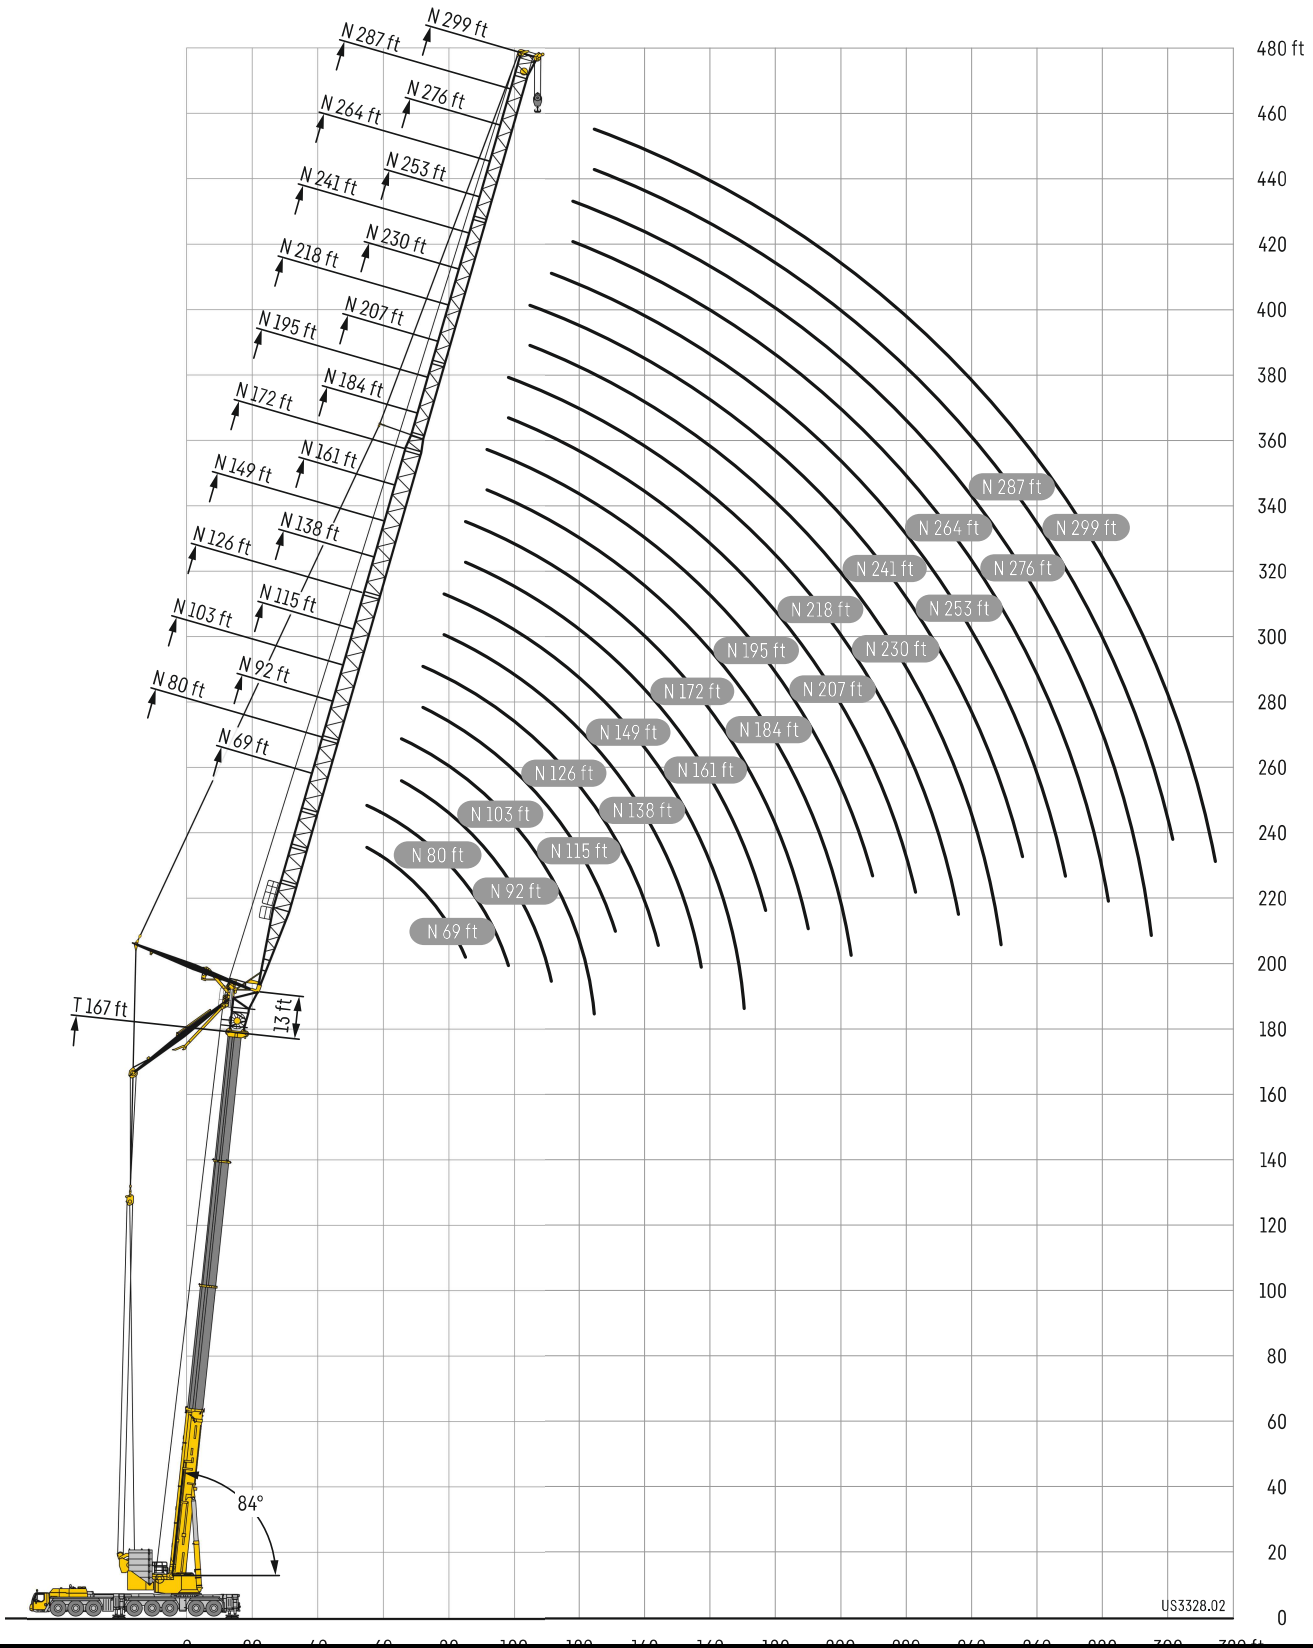 N 299 ft
N 287 ft
480 ft
N 276 ft
N 264 ft
460
N 253 ft
N 241 ft
440
N 230 ft
N 218 ft
420
N 207 ft
N 195 ft
400
N 184 ft
N 172 ft
380
N 161 ft
N 149 ft
360
N 138 ft
N 126 ft
340
N 115 ft
N 103 ft
320
N 92 ft
N 80 ft
300
N 69 ft
280
N 287 ft
N 264 ft
N 299 ft
N 241 ft
N 276 ft
N 218 ft
N 253 ft
N 195 ft
N 230 ft
N 172 ft
N 207 ft
N 149 ft
N 184 ft
N 126 ft
N 161 ft
N 103 ft
N 138 ft
N 80 ft
N 115 ft
N 92 ft
N 69 ft
260
240
220
200
T 167 ft
13 ft
180
160
140
120
100
80
60
40
84°
20
US3328.02
0